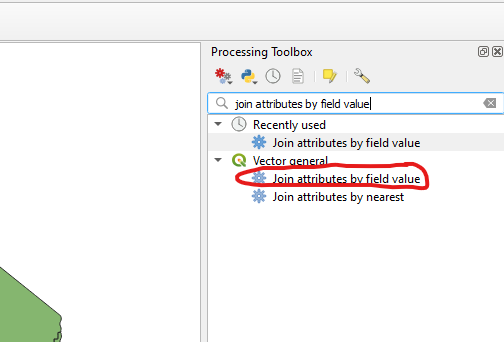 Processing Toolbox
join attributes by field value
Recently used
Join attributes by field value
Vector general
Join attributes by field value
Join attributes by nearest